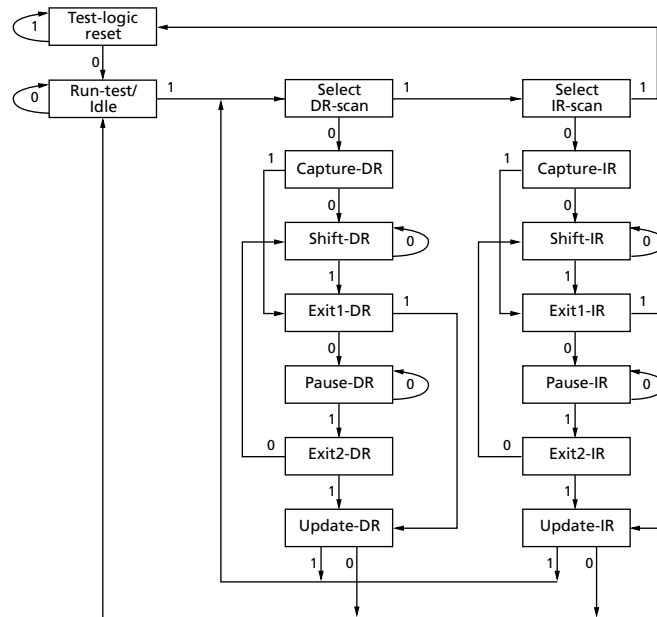 Test-logic
reset
1
0
Run-test/
Idle
0
1
Select
DR-scan
1
Select
IR-scan
1
0
0
1
Capture-DR
1
Capture-IR
0
0
Shift-DR
0
Shift-IR
0
1
1
Exit1-DR
1
Exit1-IR
1
0
0
Pause-DR
0
Pause-IR
0
1
1
0
Exit2-DR
0
Exit2-IR
1
1
Update-DR
Update-IR
1
0
1
0